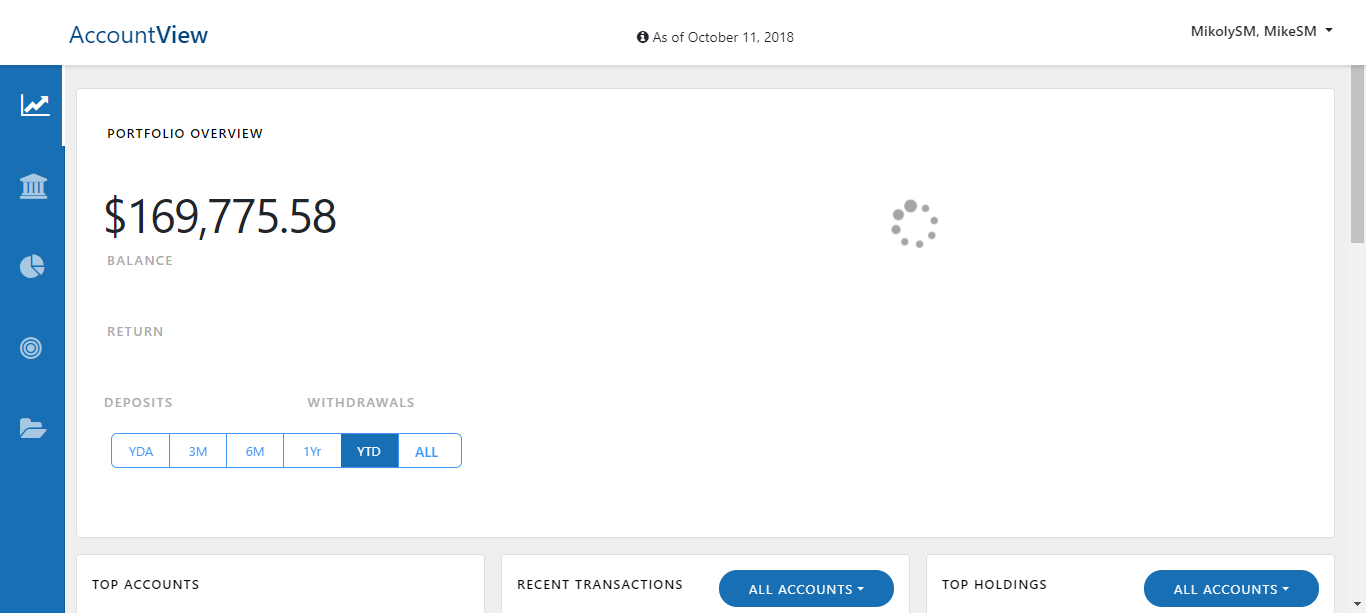 AccountView
As of October 11, 2018
MikolySM, MikeSM
PORTFOLIO OVERVIEW
$169,775.58
BALANCE
RETURN
DEPOSITS
WITHDRAWALS
YDA
3M
6M
1Yr
YTD
ALL
TOP ACCOUNTS
RECENT TRANSACTIONS
ALL ACCOUNTS
TOP HOLDINGS
ALL ACCOUNTS